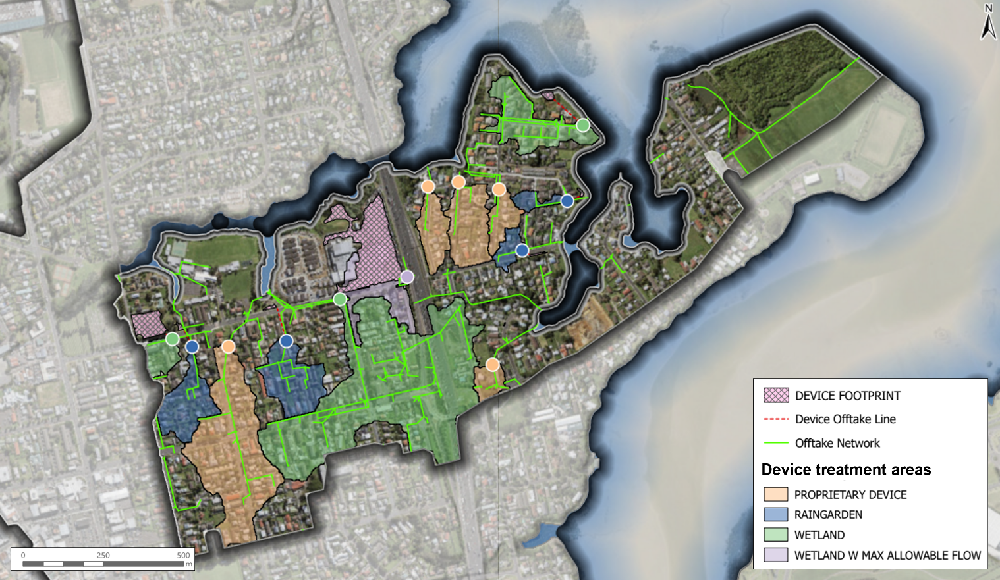 N
DEVICE FOOTPRINT
Device Offtake Line
Offtake Network
Device treatment areas
PROPRIETARY DEVICE
RAINGARDEN
WETLAND
WETLAND W MAX ALLOWABLE FLOW
0 250 500
m